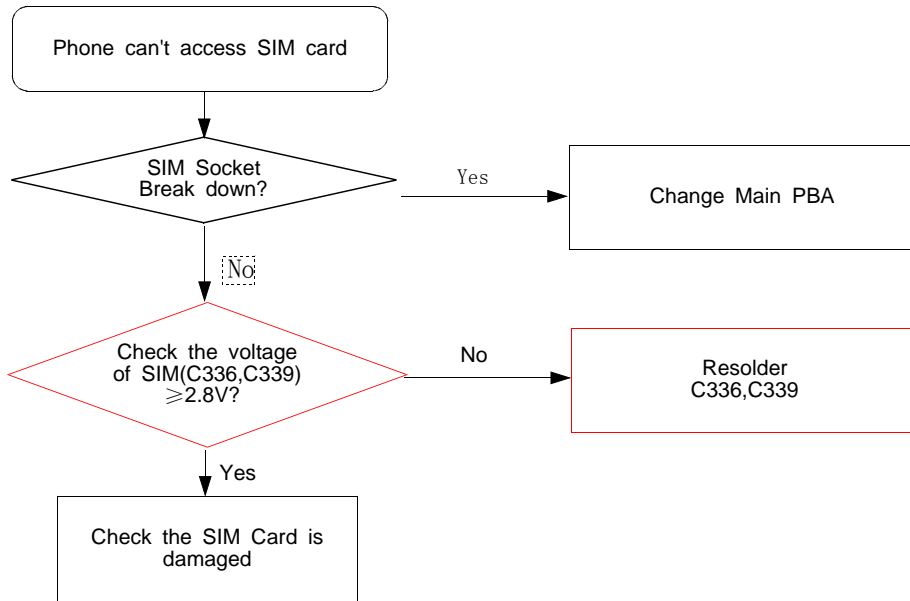 Phone can't access SIM card
SIM Socket
Break down?
Yes
Change Main PBA
No
Check the voltage
of SIM(C336,C339)
≥2.8V?
No
Resolder
C336,C339
Yes
Check the SIM Card is
damaged